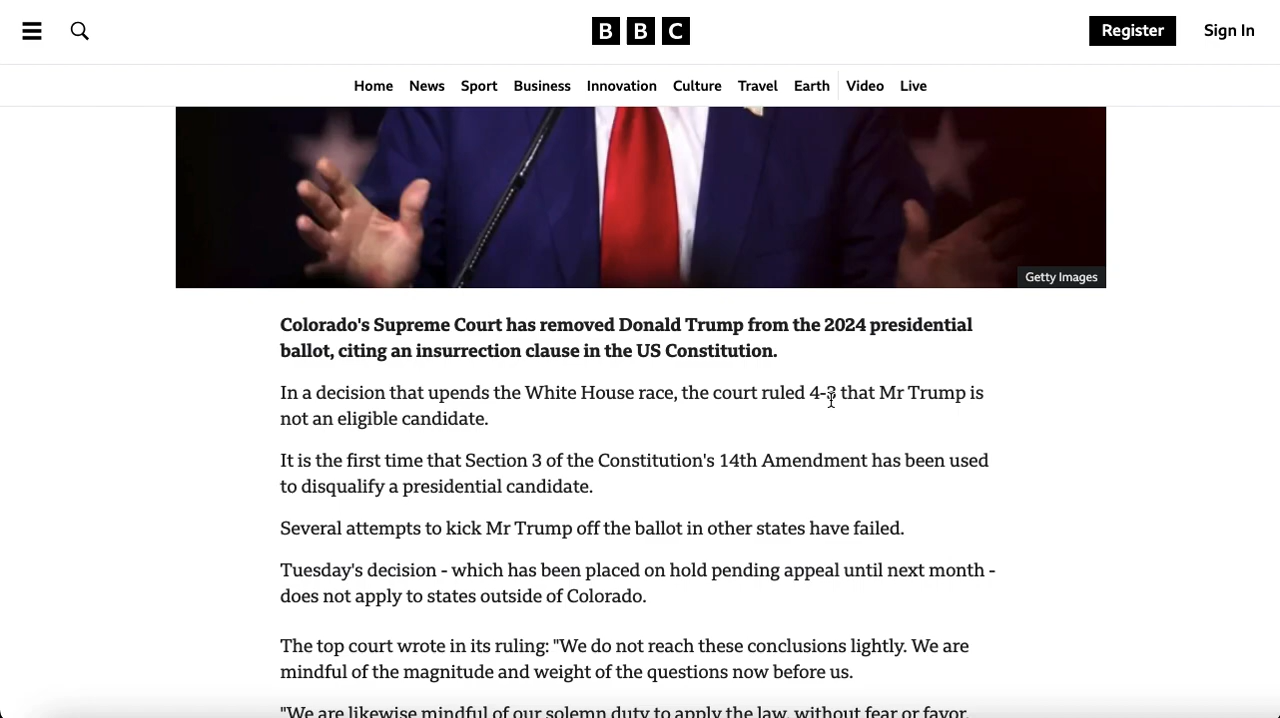 BBC
Register
Sign In
Home News Sport Business Innovation Culture Travel Earth Video Live
Getty Images
Colorado's Supreme Court has removed Donald Trump from the 2024 presidential
ballot, citing an insurrection clause in the US Constitution.
In a decision that upends the White House race, the court ruled 4-3 that Mr Trump is
not an eligible candidate.
It is the first time that Section 3 of the Constitution's 14th Amendment has been used
to disqualify a presidential candidate.
Several attempts to kick Mr Trump off the ballot in other states have failed.
Tuesday's decision - which has been placed on hold pending appeal until next month -
does not apply to states outside of Colorado.
The top court wrote in its ruling: "We do not reach these conclusions lightly. We are
mindful of the magnitude and weight of the questions now before us.
"We are likewise mindful of our solemn duty to apply the law, without fear or favor,